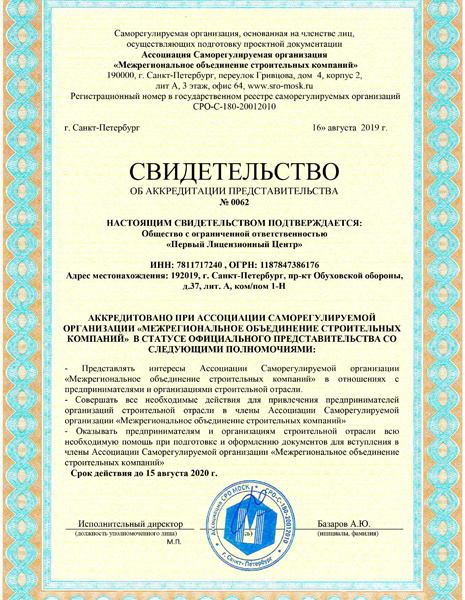 Саморегулируемая организация, основанная на членстве лиц,
осуществляющих подготовку проектной документации
Ассоциация Саморегулируемая организация
«Межрегиональное объединение строительных компаний»
190000, г. Санкт-Петербург, переулок Гривцова, дом 4, корпус 2,
лит А, 3 этаж, офис 64, www.sro-mosk.ru
Регистрационный номер в государственном реестре саморегулируемых организаций
СРО-С-180-20012010
г. Санкт-Петербург 16» августа 2019 г.
СВИДЕТЕЛЬСТВО
ОБ АККРЕДИТАЦИИ ПРЕДСТАВИТЕЛЬСТВА
№ 0062
НАСТОЯЩИМ СВИДЕТЕЛЬСТВОМ ПОДТВЕРЖДАЕТСЯ:
Общество с ограниченной ответственностью
«Первый Лицензионный Центр»
ИНН: 7811717240 , ОГРН: 1187847386176
Адрес местонахождения: 192019, г. Санкт-Петербург, пр-кт Обуховской обороны,
д.37, лит. А, ком/пом 1-Н
АККРЕДИТОВАНО ПРИ АССОЦИАЦИИ САМОРЕГУЛИРУЕМОЙ
ОРГАНИЗАЦИИ «МЕЖРЕГИОНАЛЬНОЕ ОБЪЕДИНЕНИЕ СТРОИТЕЛЬНЫХ
КОМПАНИЙ» В СТАТУСЕ ОФИЦИАЛЬНОГО ПРЕДСТАВИТЕЛЬСТВА СО
СЛЕДУЮЩИМИ ПОЛНОМОЧИЯМИ:
- Представлять интересы Ассоциации Саморегулируемой организации
«Межрегиональное объединение строительных компаний» в отношениях с
предпринимателями и организациями строительной отрасли.
- Совершать все необходимые действия для привлечения предпринимателей
организаций строительной отрасли в члены Ассоциации Саморегулируемой
организации «Межрегиональное объединение строительных компаний»
- Оказывать предпринимателям и организациям строительной отрасли всю
необходимую помощь при подготовке и оформлению документов для вступления в
члены Ассоциации Саморегулируемой организации «Межрегиональное объединение
строительных компаний»
Срок действия до 15 августа 2020 г.
Исполнительный директор Базаров А.Ю.
(должность уполномоченного лица) (инициалы, фамилия)
М.П.
Ассоциация СРО МОСК
СРО-С-180-20012010
г. Санкт-Петербург